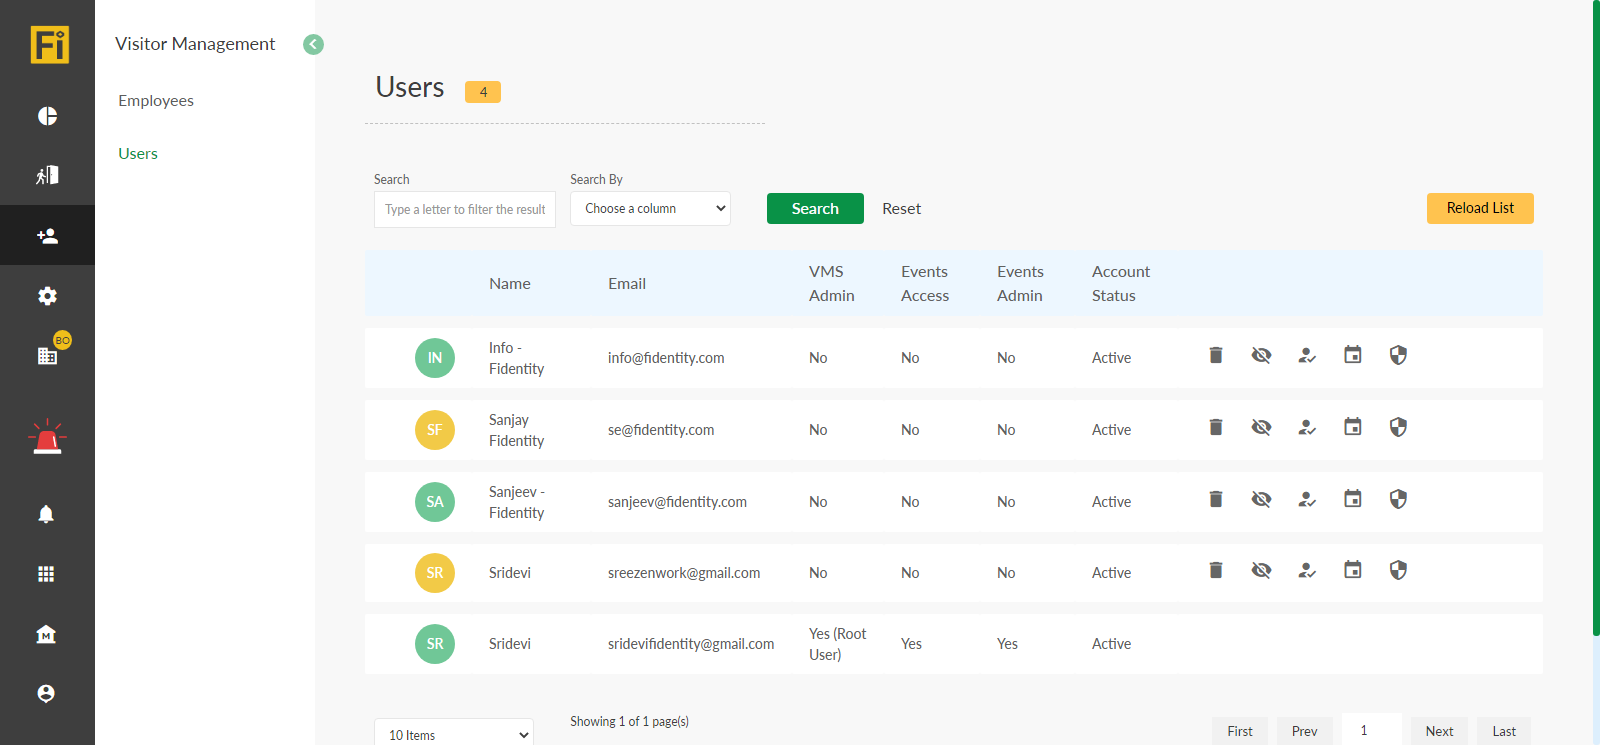 Fi
Visitor Management
Employees
Users
BO
M
Users 4
Search
Search By
Type a letter to filter the result
Choose a column
Search
Reset
Reload List
Name
Email
VMS
Admin
Events
Access
Events
Admin
Account
Status
IN
Info -
Fidentity
info@fidentity.com
No
No
No
Active
SF
Sanjay
Fidentity
se@fidentity.com
No
No
No
Active
SA
Sanjeev -
Fidentity
sanjeev@fidentity.com
No
No
No
Active
SR
Sridevi
sreezenwork@gmail.com
No
No
No
Active
SR
Sridevi
sridevifidentity@gmail.com
Yes (Root
User)
Yes
Yes
Active
10 Items
Showing 1 of 1 page(s)
First
Prev
1
Next
Last